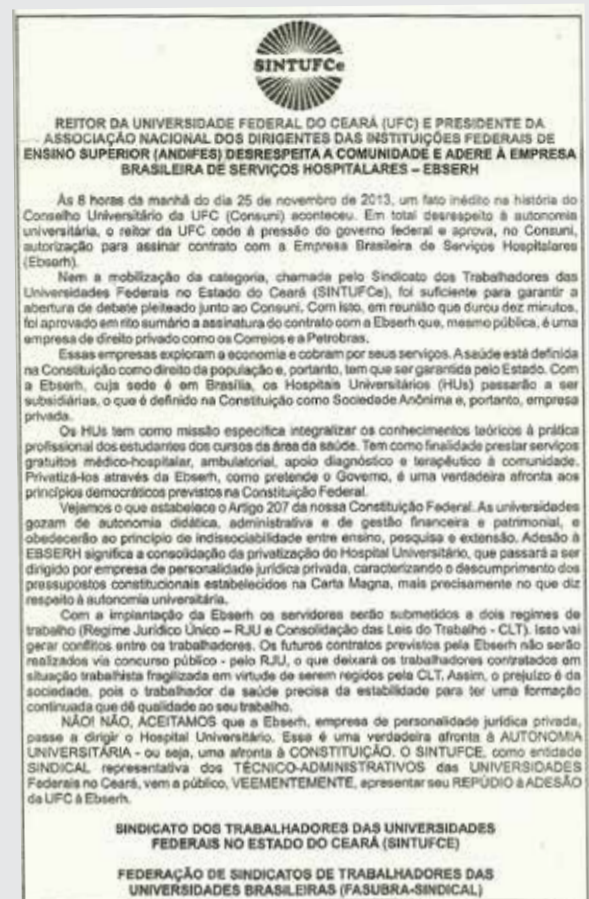 SINTUFCe
REITOR DA UNIVERSIDADE FEDERAL DO CEARÁ (UFC) E PRESIDENTE DA
ASSOCIAÇÃO NACIONAL DOS DIRIGENTES DAS INSTITUIÇÕES FEDERAIS DE
ENSINO SUPERIOR (ANDIFES) DESRESPEITA A COMUNIDADE E ADERE À EMPRESA
BRASILEIRA DE SERVIÇOS HOSPITALARES – EBSERH
Às 8 horas da manhã do dia 25 de novembro de 2013, um fato inédito na história do
Conselho Universitário da UFC (Consuni) aconteceu. Em total desrespeito à autonomia
universitária, o reitor da UFC cede à pressão do governo federal e aprova, no Consuni,
autorização para assinar contrato com a Empresa Brasileira de Serviços Hospitalares
(Ebserh).
Nem a mobilização da categoria, chamada pelo Sindicato dos Trabalhadores das
Universidades Federais no Estado do Ceará (SINTUFCe), foi suficiente para garantir a
abertura de debate pleiteado junto ao Consuni. Com isto, em reunião que durou dez minutos,
foi aprovado em rito sumário a assinatura do contrato com a Ebserh que, mesmo pública, é uma
empresa de direito privado como os Correios e a Petrobras.
Essas empresas exploram a economia e cobram por seus serviços. A saúde está definida
na Constituição como direito da população e, portanto, tem que ser garantida pelo Estado. Com
a Ebserh, cuja sede é em Brasília, os Hospitais Universitários (HUs) passarão a ser
subsidiárias, o que é definido na Constituição como Sociedade Anônima e, portanto, empresa
privada.
Os HUs tem como missão específica integralizar os conhecimentos teóricos à prática
profissional dos estudantes dos cursos da área da saúde. Tem como finalidade prestar serviços
gratuitos médico-hospitalar, ambulatorial, apoio diagnóstico e terapêutico à comunidade.
Privatizá-los através da Ebserh, como pretende o Governo, é uma verdadeira afronta aos
princípios democráticos previstos na Constituição Federal.
Vejamos o que estabelece o Artigo 207 da nossa Constituição Federal. As universidades
gozam de autonomia didática, administrativa e de gestão financeira e patrimonial, e
obedecerão ao princípio de indissociabilidade entre ensino, pesquisa e extensão. Adesão à
EBSERH significa a consolidação da privatização do Hospital Universitário, que passará a ser
dirigido por empresa de personalidade jurídica privada, caracterizando o descumprimento dos
pressupostos constitucionais estabelecidos na Carta Magna, mais precisamente no que diz
respeito à autonomia universitária.
Com a implantação da Ebserh os servidores serão submetidos a dois regimes de
trabalho (Regime Jurídico Único – RJU e Consolidação das Leis do Trabalho - CLT). Isso vai
gerar conflitos entre os trabalhadores. Os futuros contratos previstos pela Ebserh não serão
realizados via concurso público - pelo RJU, o que deixará os trabalhadores contratados em
situação trabalhista fragilizada em virtude de serem regidos pela CLT. Assim, o prejuízo é da
sociedade, pois o trabalhador da saúde precisa da estabilidade para ter uma formação
continuada que dê qualidade ao seu trabalho.
NÃO! NÃO, ACEITAMOS que a Ebserh, empresa de personalidade jurídica privada,
passe a dirigir o Hospital Universitário. Essa é uma verdadeira afronta à AUTONOMIA
UNIVERSITÁRIA - ou seja, uma afronta à CONSTITUIÇÃO. O SINTUFCE, como entidade
SINDICAL representativa dos TÉCNICO-ADMINISTRATIVOS das UNIVERSIDADES
Federais no Ceará, vem a público, VEEMENTEMENTE, apresentar seu REPÚDIO à ADESÃO
da UFC à Ebserh.
SINDICATO DOS TRABALHADORES DAS UNIVERSIDADES
FEDERAIS NO ESTADO DO CEARÁ (SINTUFCE)
FEDERAÇÃO DE SINDICATOS DE TRABALHADORES DAS
UNIVERSIDADES BRASILEIRAS (FASUBRA-SINDICAL)